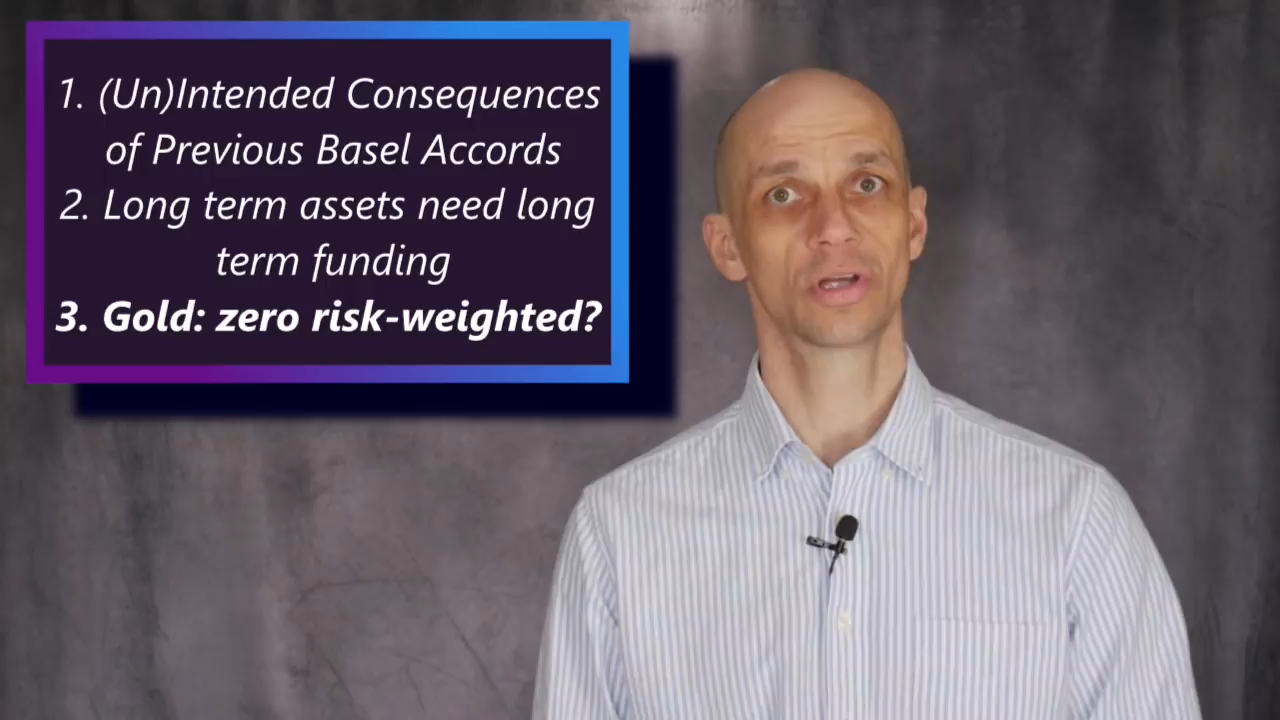 1. (Un)Intended Consequences
of Previous Basel Accords
2. Long term assets need long
term funding
3. Gold: zero risk-weighted?